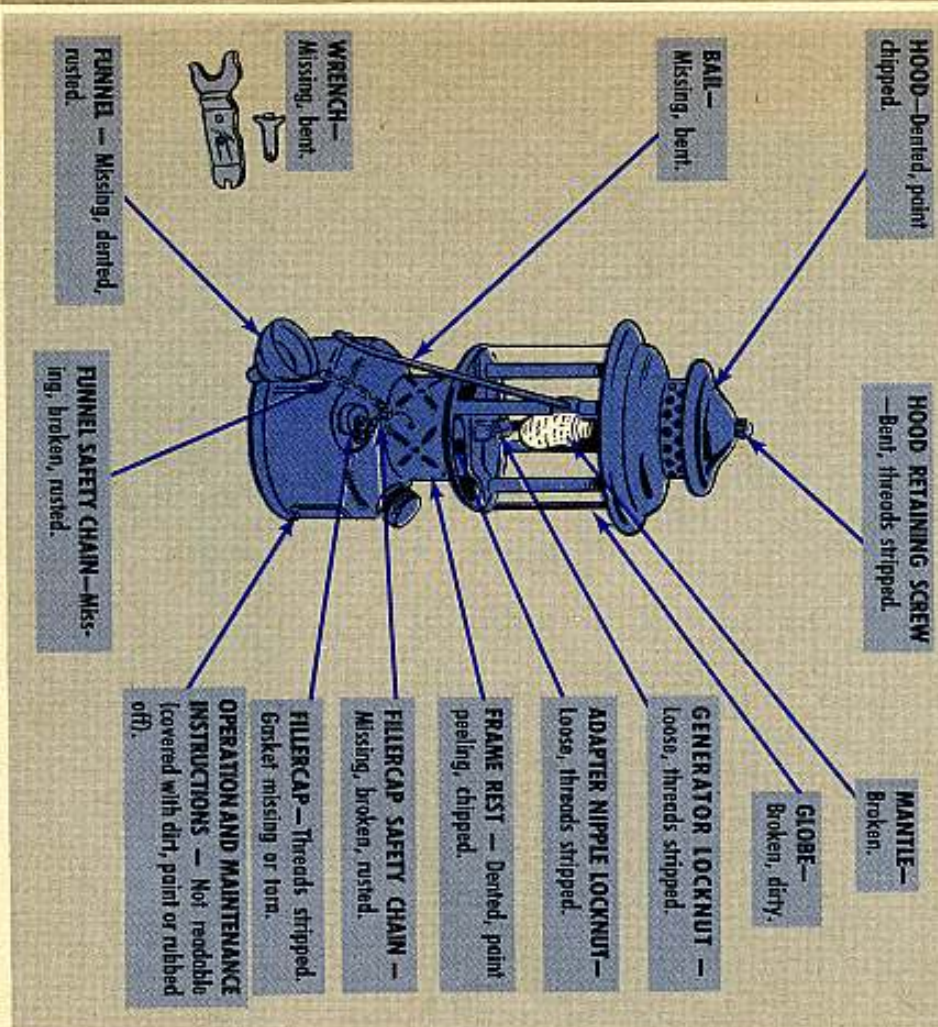 HOOD—Dented, paint
chipped.
HOOD RETAINING SCREW
—Bent, threads stripped.
MANTLE—
Broken.
GLOBE—
Broken, dirty.
BAIL—
Missing, bent.
GENERATOR LOCKNUT —
Loose, threads stripped.
ADAPTER NIPPLE LOCKNUT—
Loose, threads stripped.
FRAME REST — Dented, paint
peeling, chipped.
WRENCH—
Missing, bent.
FILLERCAP SAFETY CHAIN —
Missing, broken, rusted.
FILLERCAP — Threads stripped.
Gasket missing or torn.
FUNNEL — Missing, dented,
rusted.
FUNNEL SAFETY CHAIN—Miss-
ing, broken, rusted.
OPERATION AND MAINTENANCE
INSTRUCTIONS — Not readable
(covered with dirt, paint or rubbed
off).